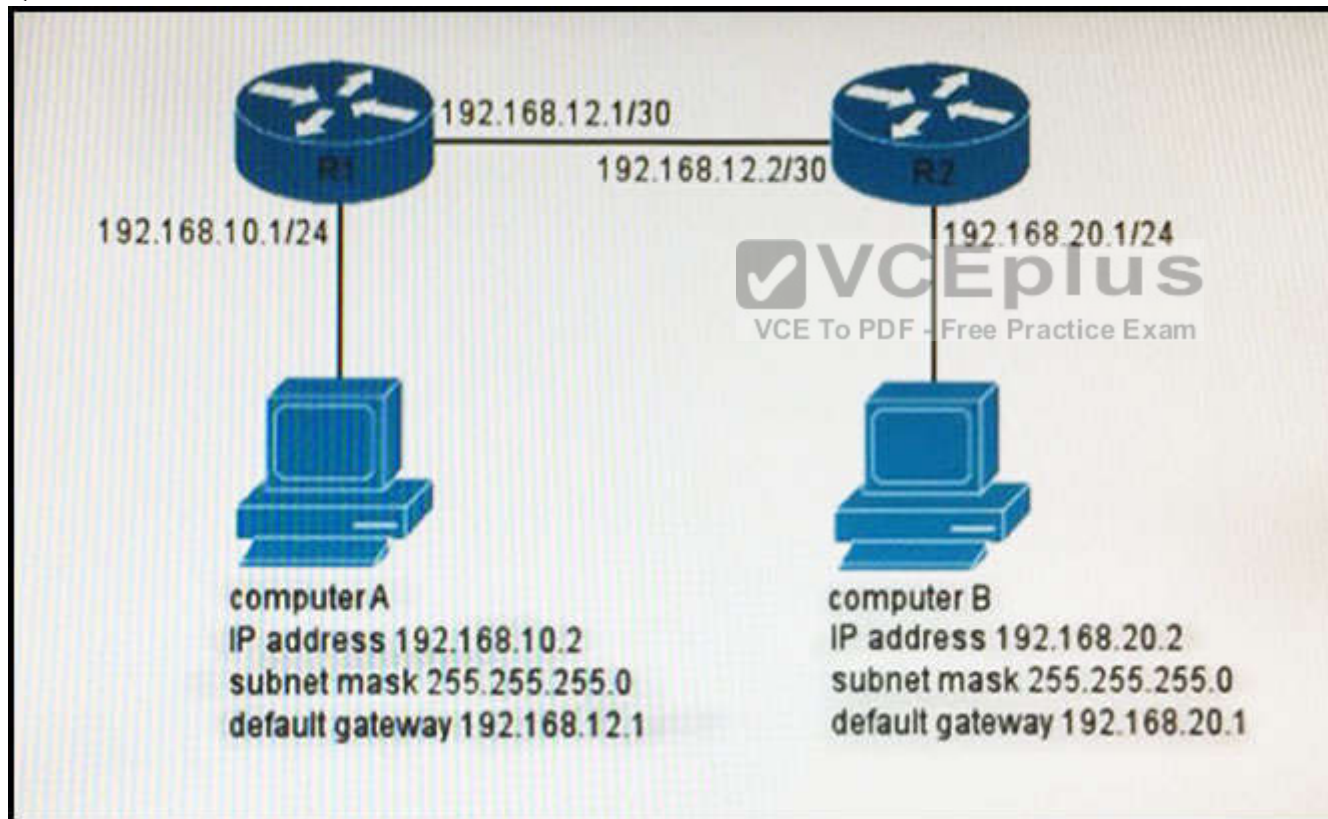 192.168.12.1/30
R1
192.168.12.2/30
R2
192.168.10.1/24
192.168.20.1/24
VCEplus
VCE To PDF - Free Practice Exam
computer A
IP address 192.168.10.2
subnet mask 255.255.255.0
default gateway 192.168.12.1
computer B
IP address 192.168.20.2
subnet mask 255.255.255.0
default gateway 192.168.20.1